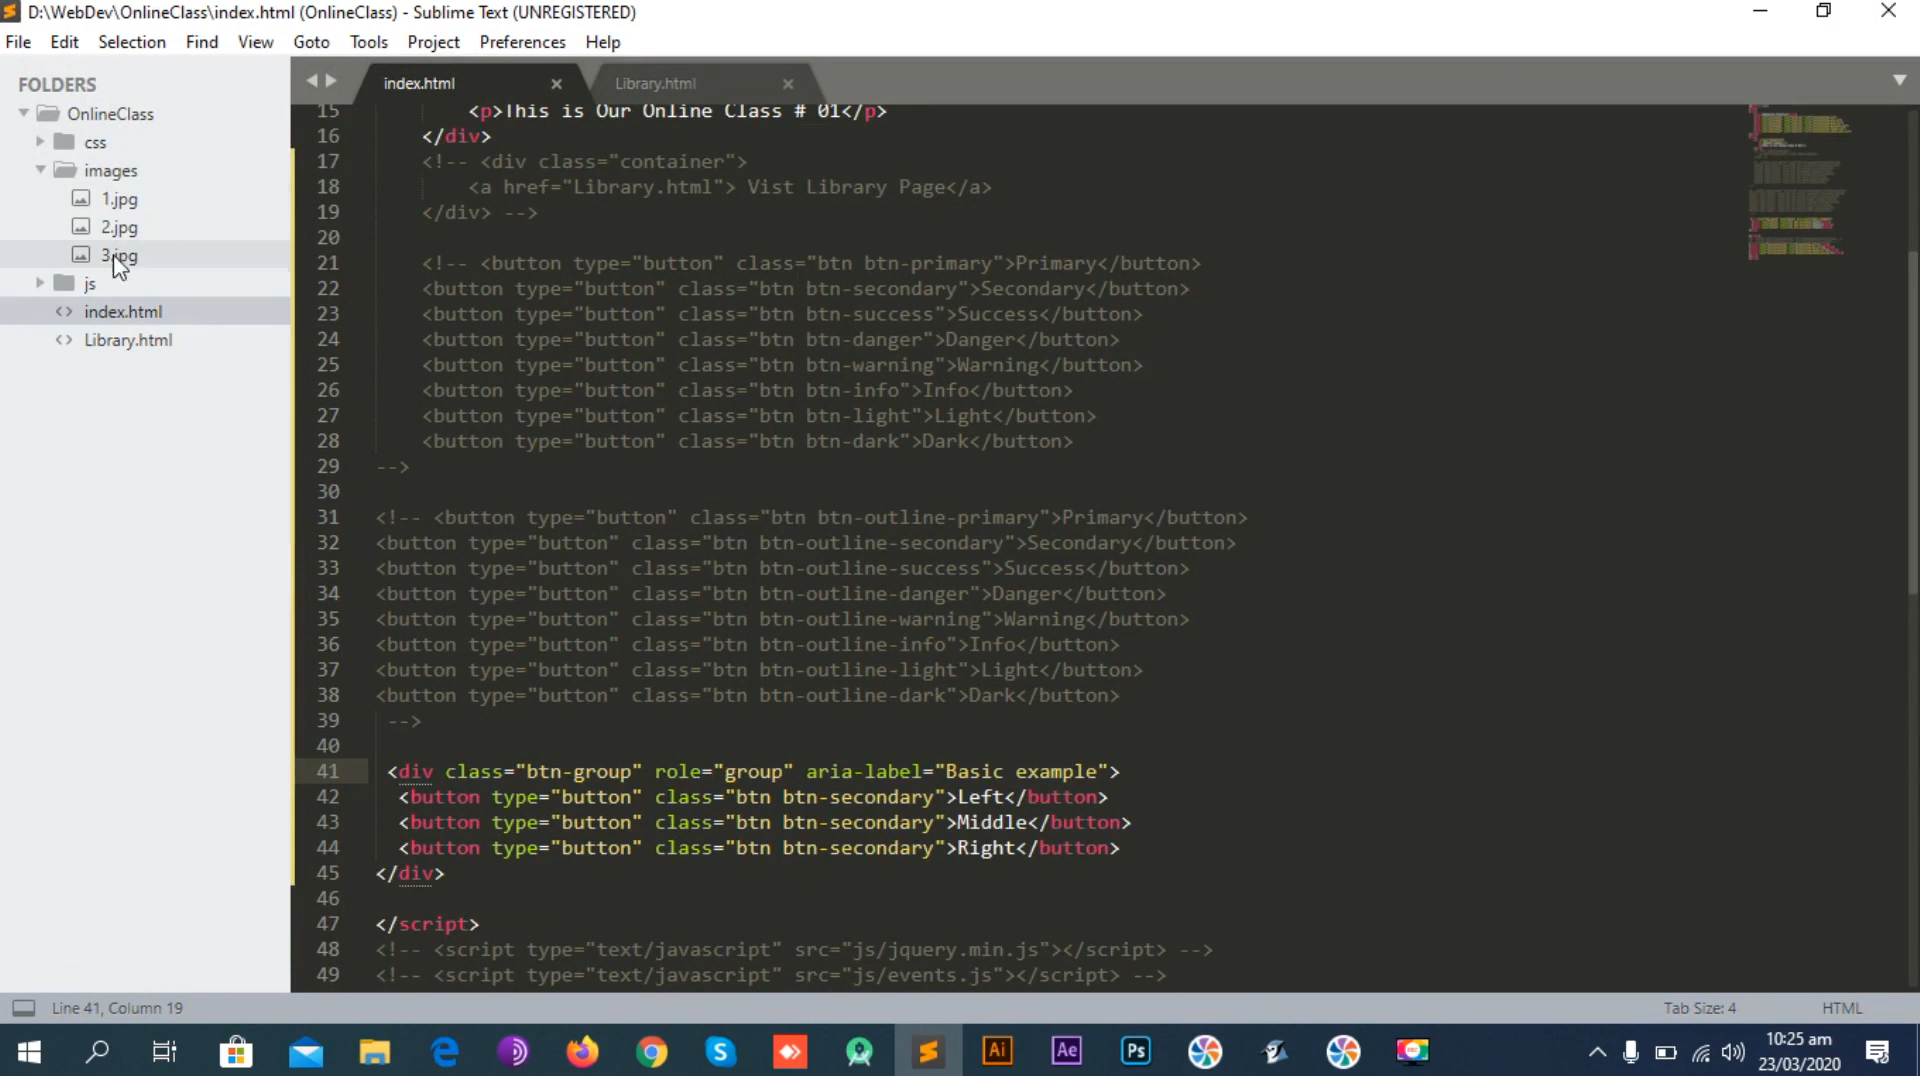 D:\WebDev\OnlineClass\index.html (OnlineClass) - Sublime Text (UNREGISTERED)
File Edit Selection Find View Goto Tools Project Preferences Help
FOLDERS
OnlineClass
css
images
1.jpg
2.jpg
3.jpg
js
index.html
Library.html
index.html Library.html
15 <p>This is Our Online Class # 01</p>
16 </div>
17 <!-- <div class="container">
18 <a href="Library.html"> Vist Library Page</a>
19 </div> -->
20
21 <!-- <button type="button" class="btn btn-primary">Primary</button>
22 <button type="button" class="btn btn-secondary">Secondary</button>
23 <button type="button" class="btn btn-success">Success</button>
24 <button type="button" class="btn btn-danger">Danger</button>
25 <button type="button" class="btn btn-warning">Warning</button>
26 <button type="button" class="btn btn-info">Info</button>
27 <button type="button" class="btn btn-light">Light</button>
28 <button type="button" class="btn btn-dark">Dark</button>
29 -->
30
31 <!-- <button type="button" class="btn btn-outline-primary">Primary</button>
32 <button type="button" class="btn btn-outline-secondary">Secondary</button>
33 <button type="button" class="btn btn-outline-success">Success</button>
34 <button type="button" class="btn btn-outline-danger">Danger</button>
35 <button type="button" class="btn btn-outline-warning">Warning</button>
36 <button type="button" class="btn btn-outline-info">Info</button>
37 <button type="button" class="btn btn-outline-light">Light</button>
38 <button type="button" class="btn btn-outline-dark">Dark</button>
39 -->
40
41 <div class="btn-group" role="group" aria-label="Basic example">
42 <button type="button" class="btn btn-secondary">Left</button>
43 <button type="button" class="btn btn-secondary">Middle</button>
44 <button type="button" class="btn btn-secondary">Right</button>
45 </div>
46
47 </script>
48 <!-- <script type="text/javascript" src="js/jquery.min.js"></script> -->
49 <!-- <script type="text/javascript" src="js/events.js"></script> -->
Line 41, Column 19 Tab Size: 4 HTML
Ai Ae Ps
10:25 am
23/03/2020